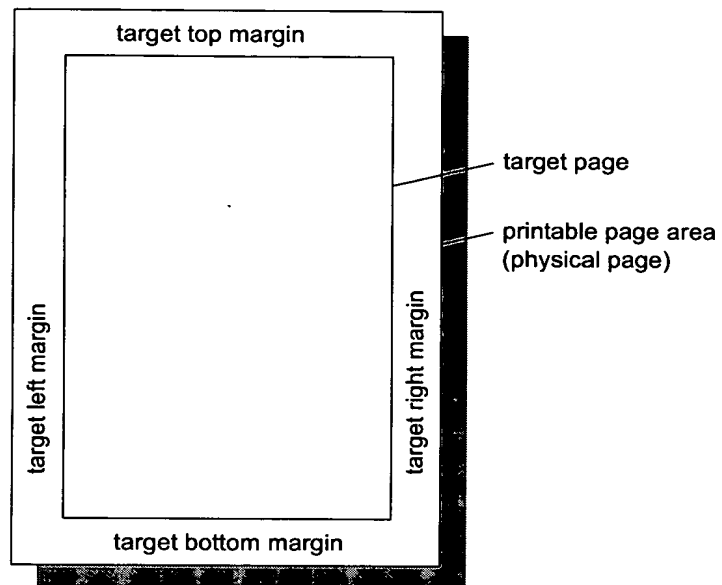 target top margin
target page
printable page area
(physical page)
target left margin
target right margin
target bottom margin